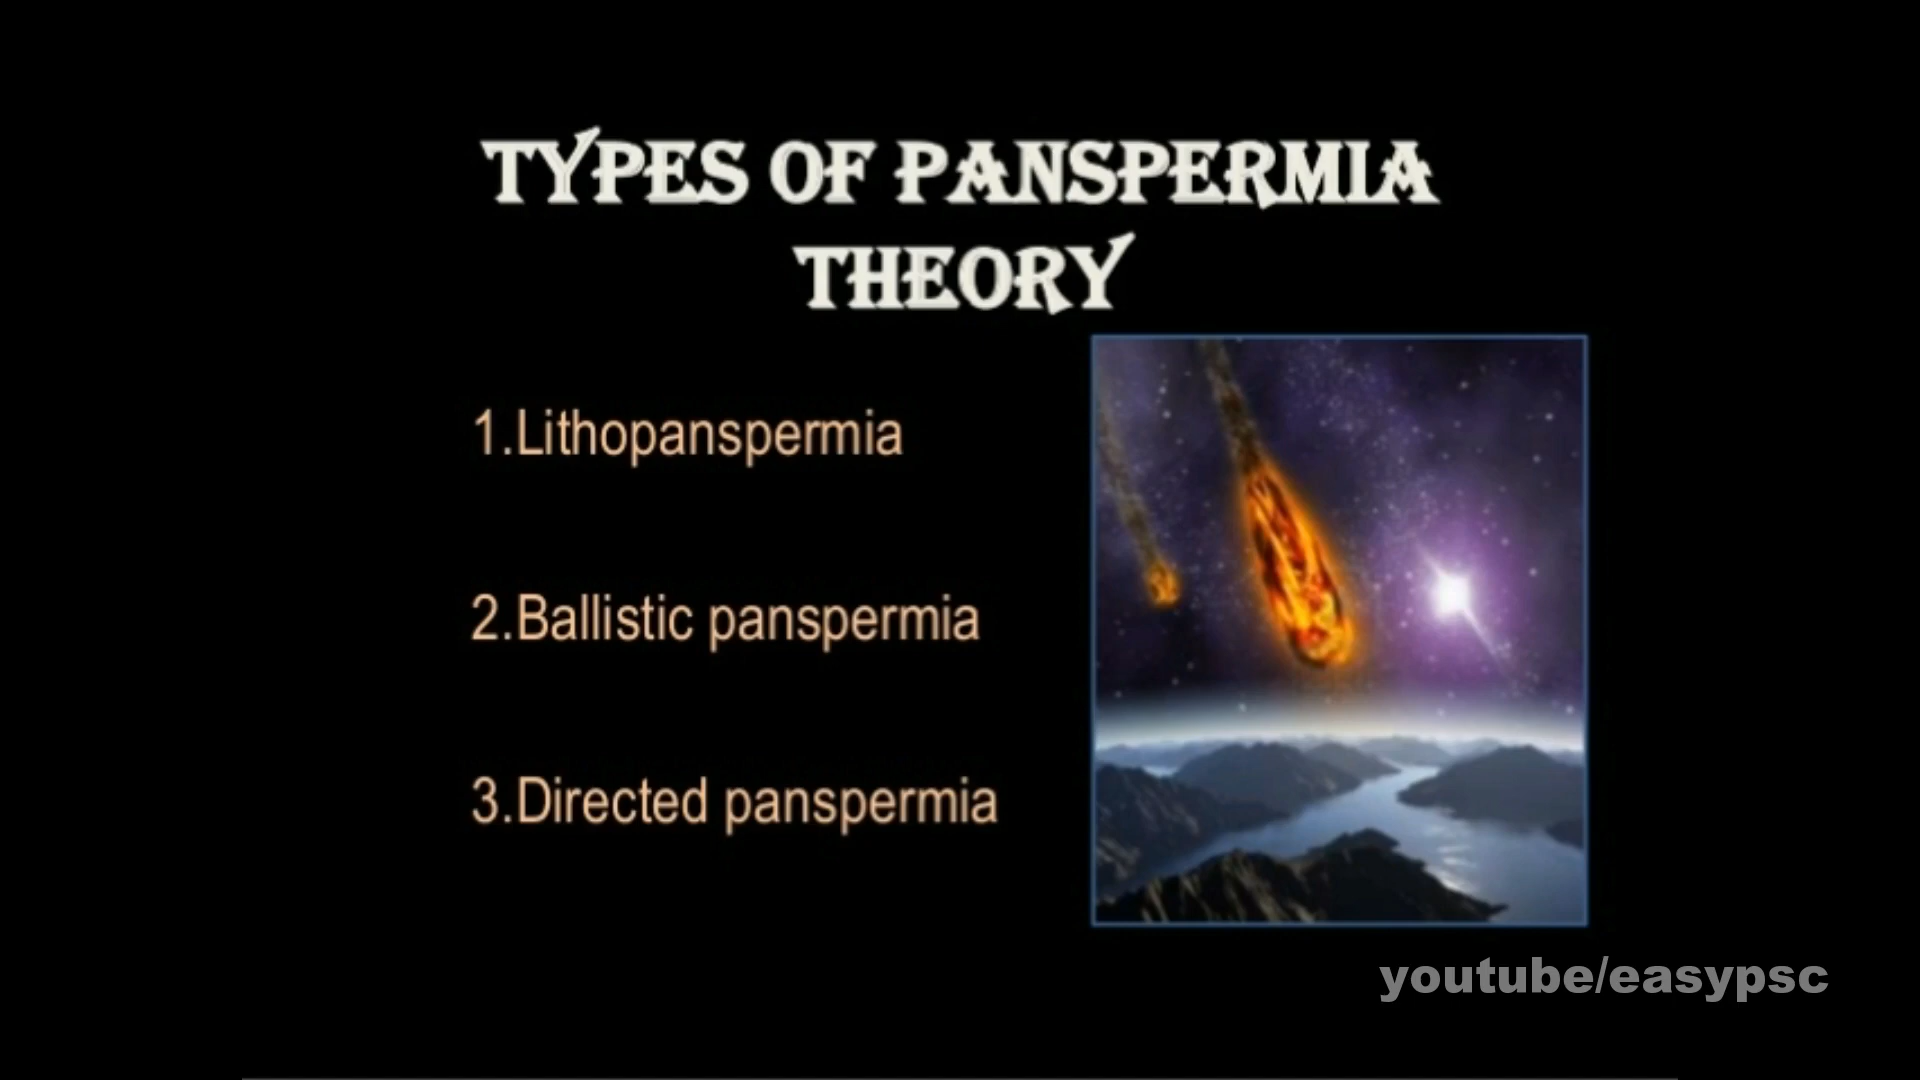 TYPES OF PANSPERMIA
THEORY
1.Lithopanspermia
2.Ballistic panspermia
3.Directed panspermia
youtube/easypsc